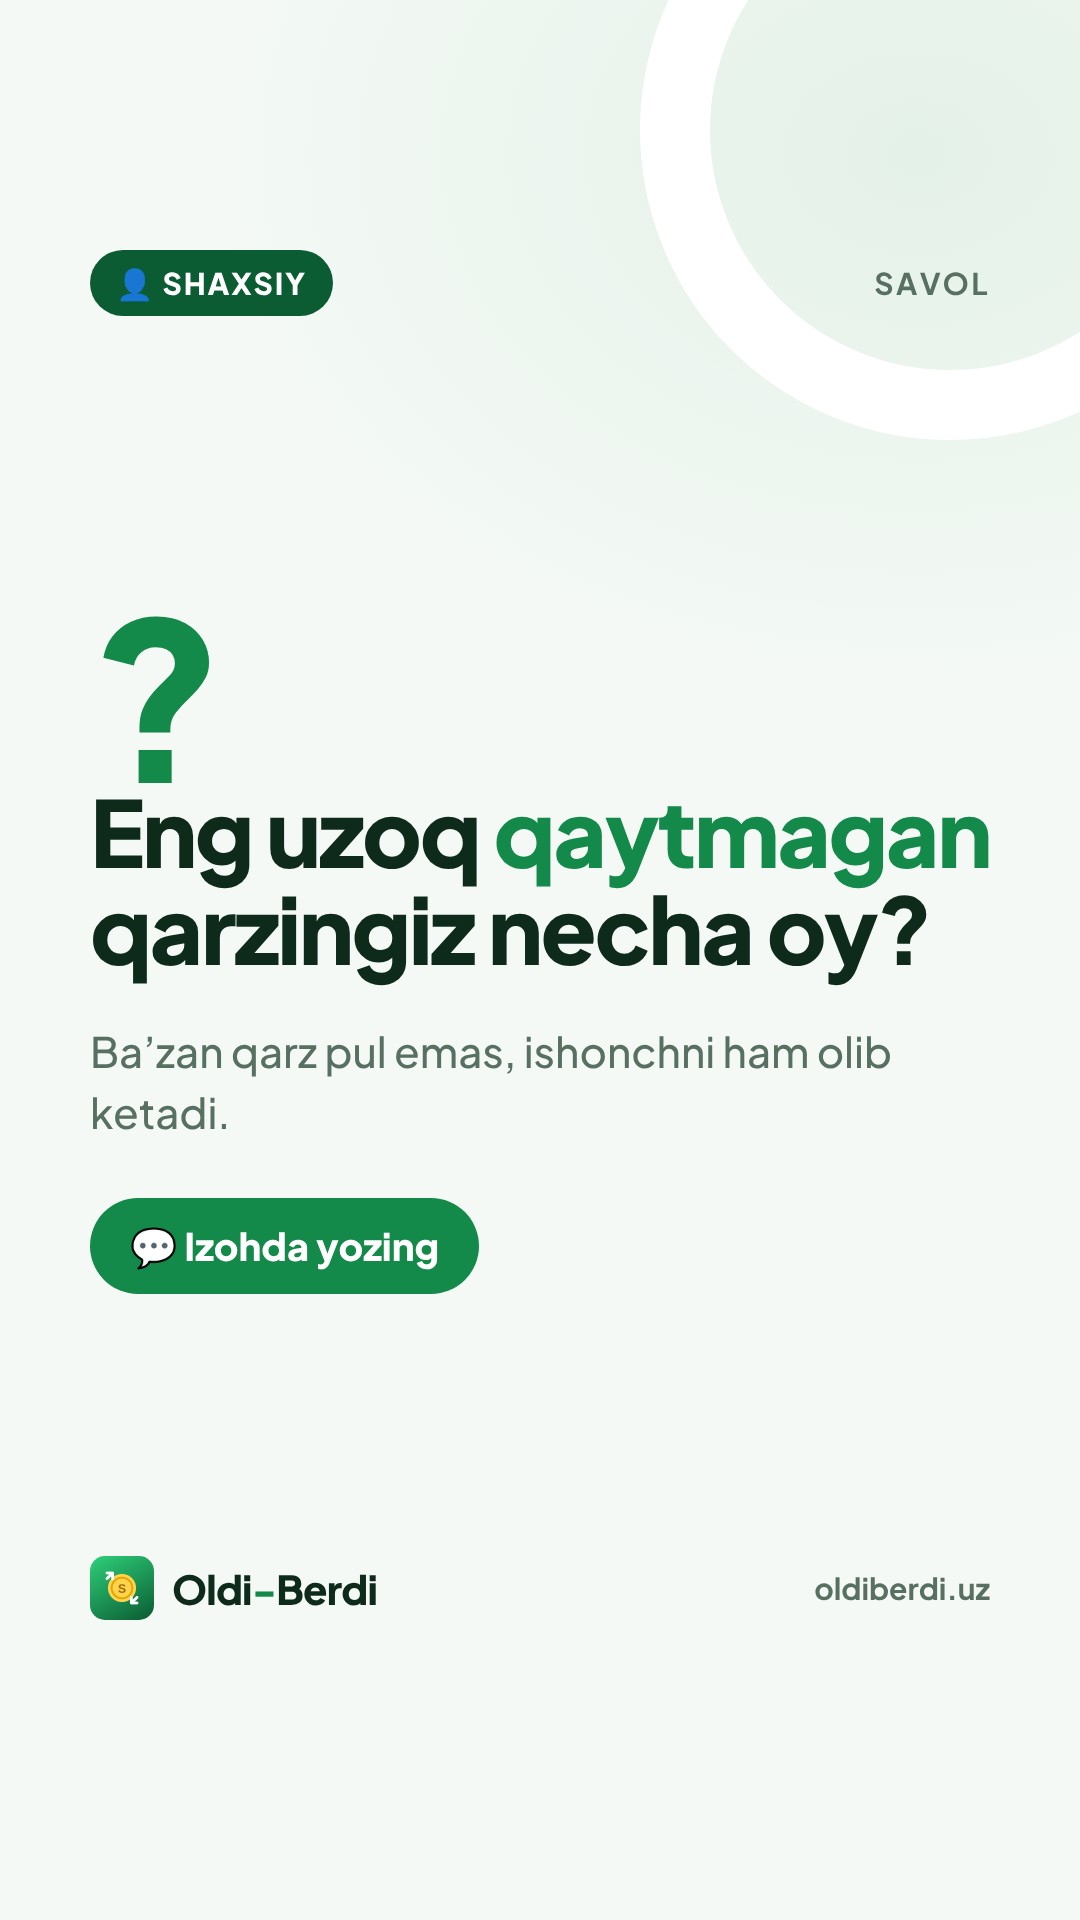 👤 SHAXSIY
SAVOL
?
Eng uzoq qaytmagan
qarzingiz necha oy?
Ba’zan qarz pul emas, ishonchni ham olib
ketadi.
💬 Izohda yozing
S
Oldi-Berdi
oldiberdi.uz